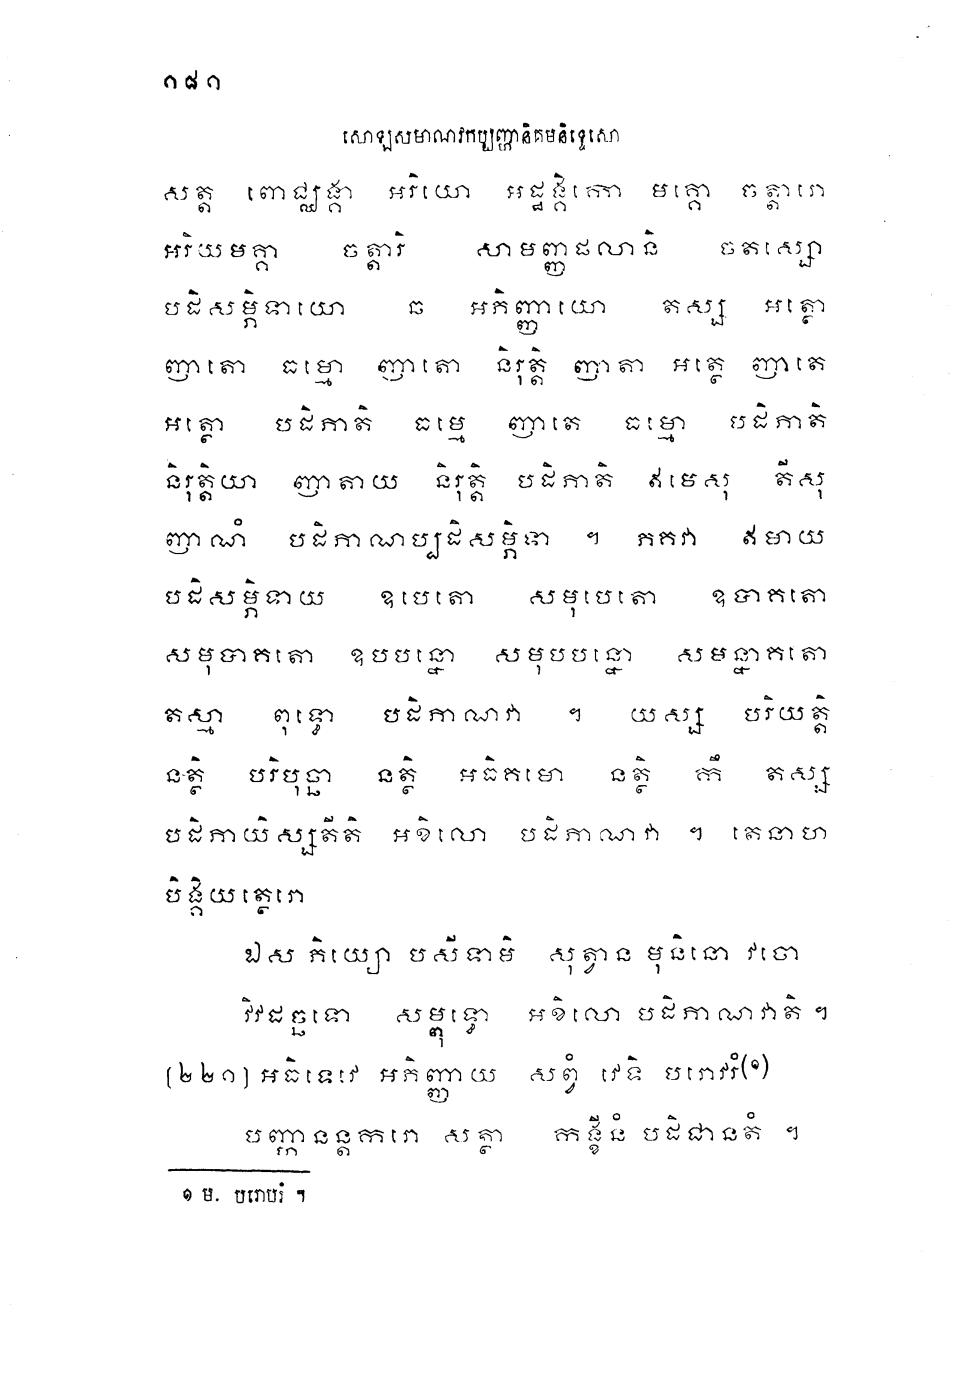 ១៨១
សោឡសមាណវកប្បញ្ហានិគមនិទ្ទេសោ
សត្ត ពោជ្ឈង្គា អរិយោ អដ្ឋង្គិកោ មគ្គោ ចត្តារោ
អរិយមគ្គា ចត្តារិ សាមញ្ញផលានិ ចតស្សោ
បដិសម្ភិទាយោ ឆ អភិញ្ញាយោ តស្ស អត្ថោ
ញាតោ ធម្មោ ញាតោ និរុត្តិ ញាតា អត្ថេ ញាតេ
អត្ថោ បដិភាតិ ធម្មេ ញាតេ ធម្មោ បដិភាតិ
និរុត្តិយា ញាតាយ និរុត្តិ បដិភាតិ ឥមេសុ តីសុ
ញាណំ បដិភាណប្បដិសម្ភិទា ។ ភគវា ឥមាយ
បដិសម្ភិទាយ ឧបេតោ សមុបេតោ ឧបាគតោ
សមុបាគតោ ឧបបន្នោ សមុបបន្នោ សមន្នាគតោ
តស្មា ពុទ្ធោ បដិភាណវា ។ យស្ស បរិយត្តិ
នត្ថិ បរិបុច្ឆា នត្ថិ អធិគមោ នត្ថិ កឹ តស្ស
បដិភាយិស្សតីតិ អខិលោ បដិភាណវា ។ តេនាហ
បិង្គិយត្ថេរោ
ឯស ភិយ្យោ បសីទាមិ សុត្វាន មុនិនោ វចោ
វិវដច្ឆទោ សម្ពុទ្ធោ អខិលោ បដិភាណវាតិ ។
[២២១] អធិទេវេ អភិញ្ញាយ សព្វំ វេទិ បរោវរំ(១)
បញ្ហានន្តការោ សត្ថា កង្ខីនំ បដិជានតំ ។
១ ម. បរោបរំ ។